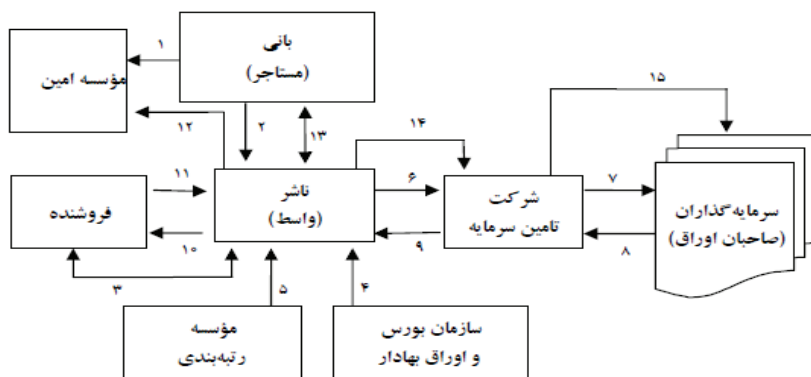 ۱
بانی
(مستاجر)
۱۵
مؤسسه امین
۲
۱۲
۱۳
۱۴
۱۱
۶
۷
فروشنده
ناشر
(واسط)
شرکت
تامین سرمایه
سرمایه‌گذاران
(صاحبان اوراق)
۱۰
۹
۸
۳
۵
۴
مؤسسه
رتبه‌بندی
سازمان بورس
و اوراق بهادار